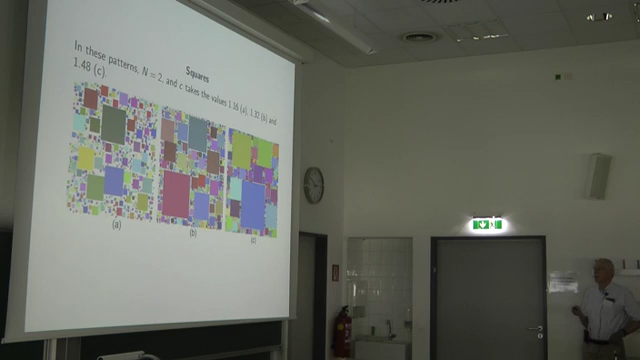 Squares
In these patterns, N = 2, and c takes the values 1.16 (a), 1.32 (b) and
1.48 (c).
(a)
(b)
(c)